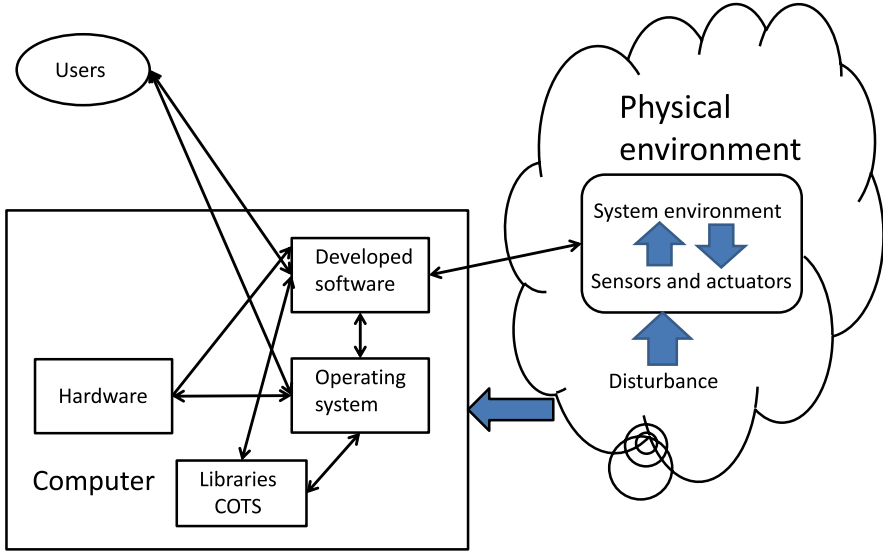 Users
Physical
environment
System environment
Sensors and actuators
Disturbance
Developed
software
Operating
system
Hardware
Libraries
COTS
Computer